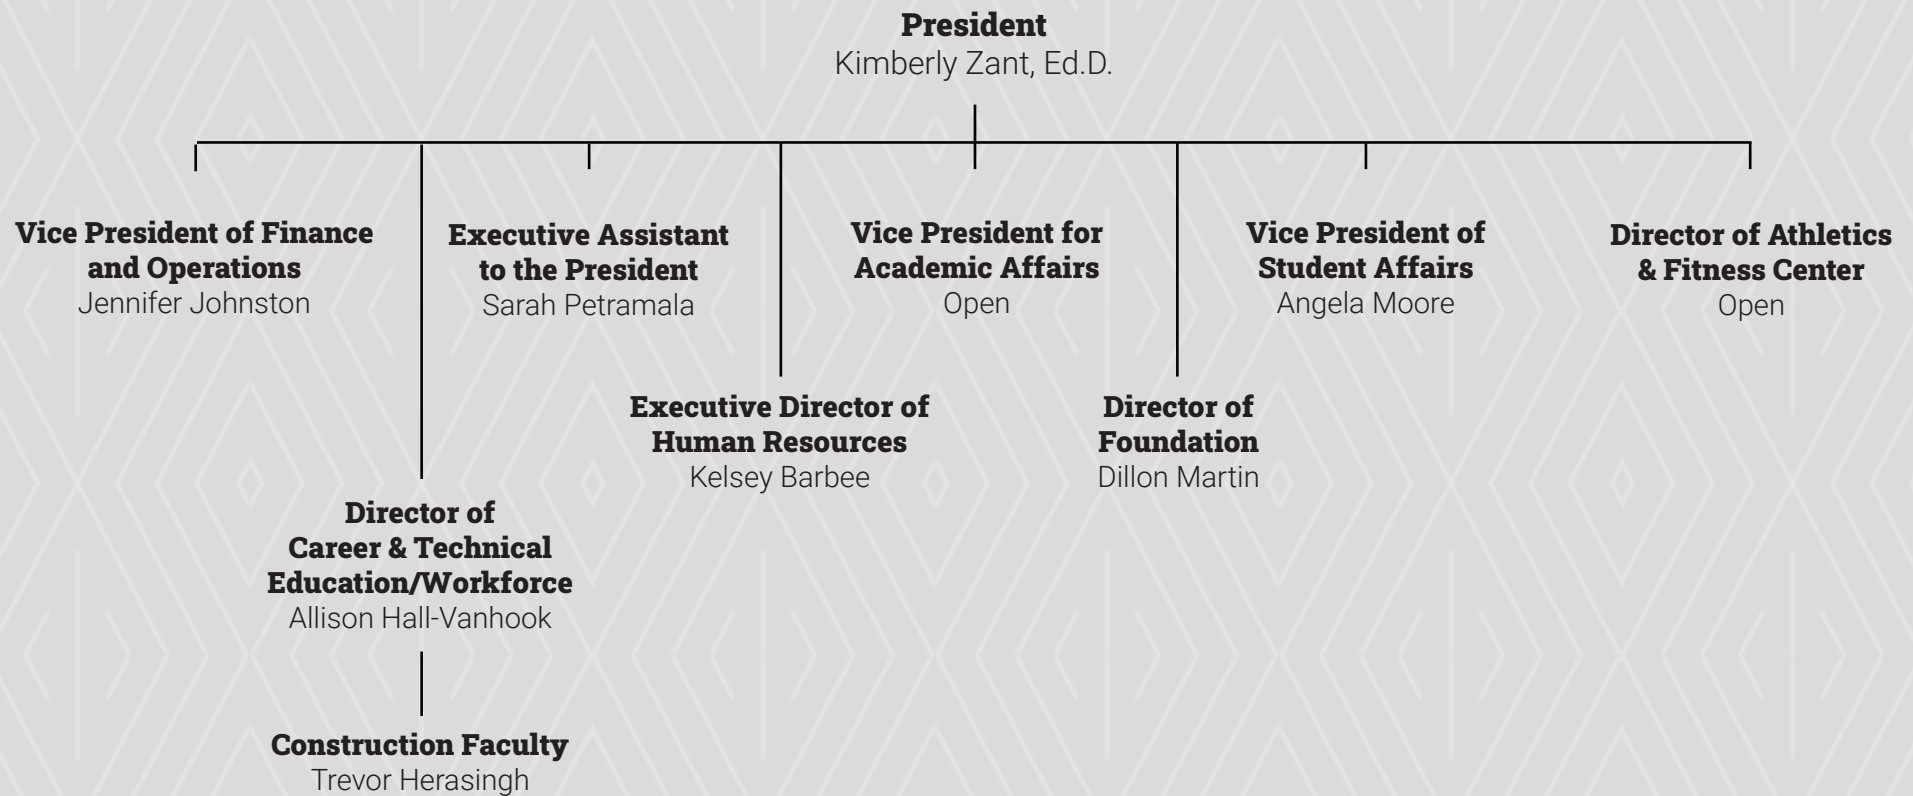 President
Kimberly Zant, Ed.D.
Vice President of Finance
and Operations
Jennifer Johnston
Executive Assistant
to the President
Sarah Petramala
Vice President for
Academic Affairs
Open
Vice President of
Student Affairs
Angela Moore
Director of Athletics
& Fitness Center
Open
Executive Director of
Human Resources
Kelsey Barbee
Director of
Foundation
Dillon Martin
Director of
Career & Technical
Education/Workforce
Allison Hall-Vanhook
Construction Faculty
Trevor Herasingh